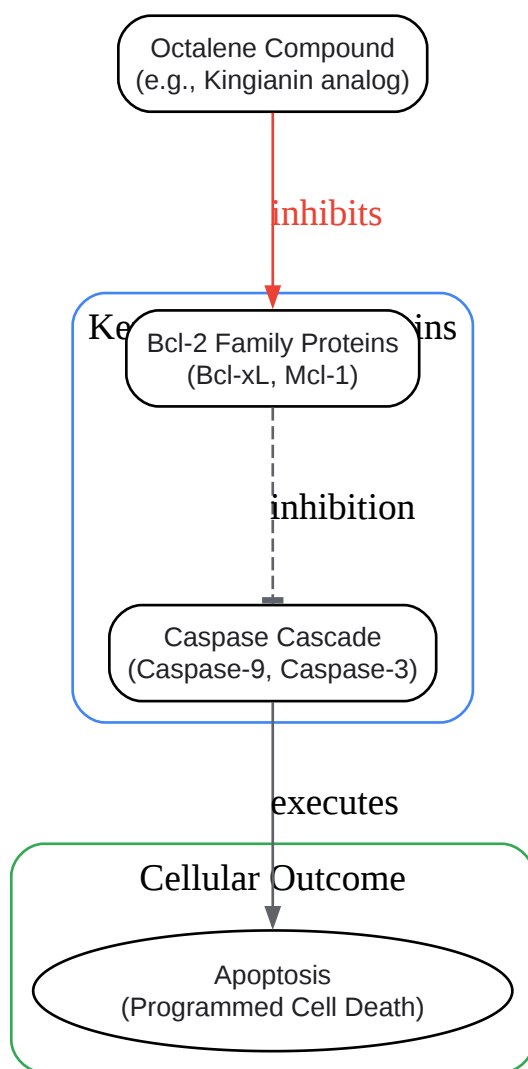 Octalene Compound
(e.g., Kingianin analog)
inhibits
Bcl-2 Family Proteins
(Bcl-xL, Mcl-1)
inhibition
Caspase Cascade
(Caspase-9, Caspase-3)
executes
Cellular Outcome
Apoptosis
(Programmed Cell Death)